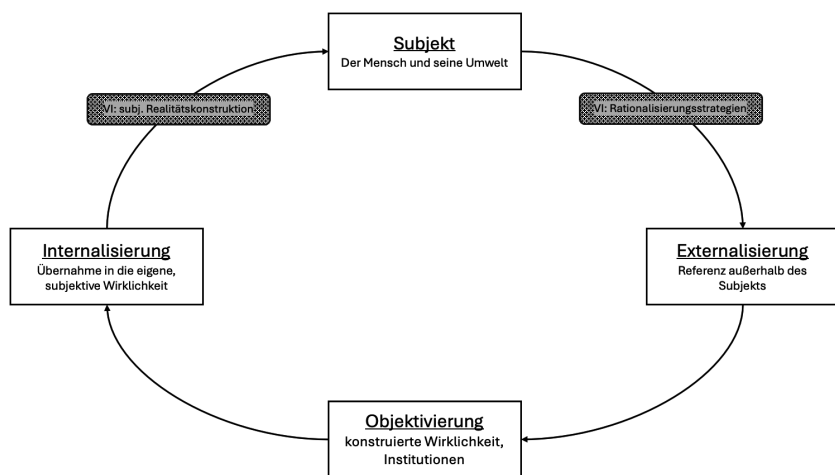 Subjekt
Der Mensch und seine Umwelt
VI: subj. Realitätskonstruktion
VI: Rationalisierungsstrategien
Internalisierung
Übernahme in die eigene,
subjektive Wirklichkeit
Externalisierung
Referenz außerhalb des
Subjekts
Objektivierung
konstruierte Wirklichkeit,
Institutionen